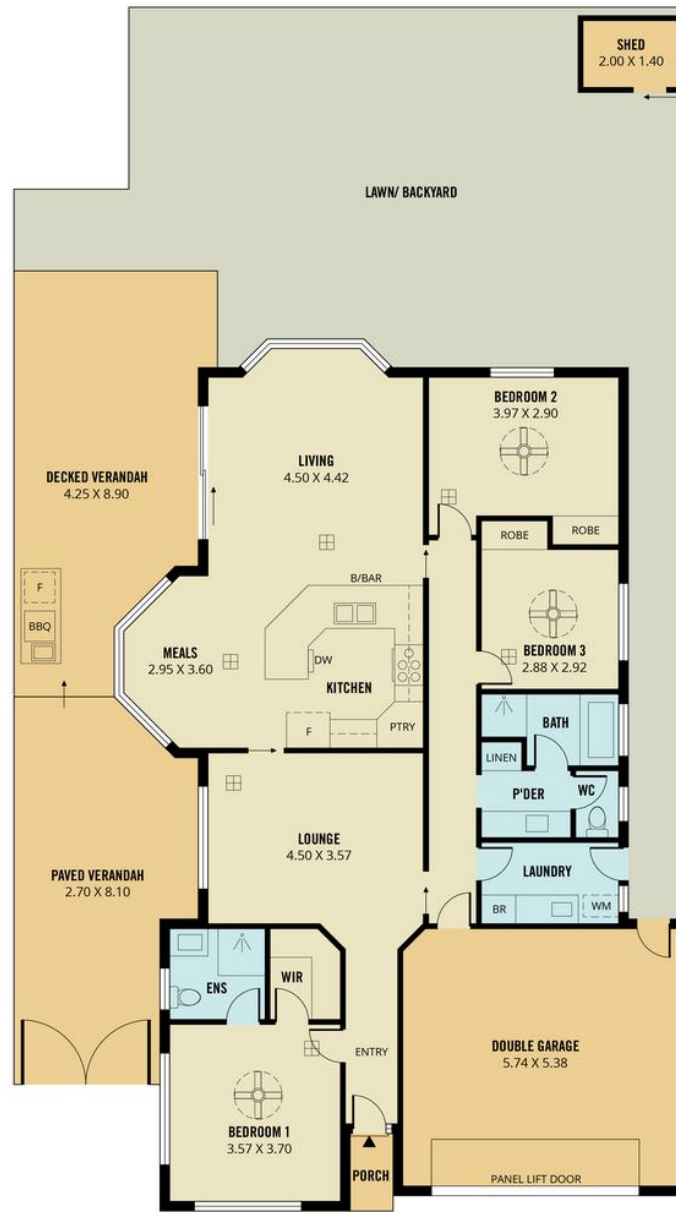 SHED
2.00 X 1.40
LAWN/ BACKYARD
BEDROOM 2
3.97 X 2.90
LIVING
4.50 X 4.42
DECKED VERANDAH
4.25 X 8.90
ROBE
ROBE
B/BAR
F
BBQ
MEALS
2.95 X 3.60
DW
KITCHEN
BEDROOM 3
2.88 X 2.92
F
PTRY
BATH
LINEN
P'DER
WC
LOUNGE
4.50 X 3.57
PAVED VERANDAH
2.70 X 8.10
LAUNDRY
BR
WM
ENS
WIR
ENTRY
DOUBLE GARAGE
5.74 X 5.38
BEDROOM 1
3.57 X 3.70
PORCH
PANEL LIFT DOOR